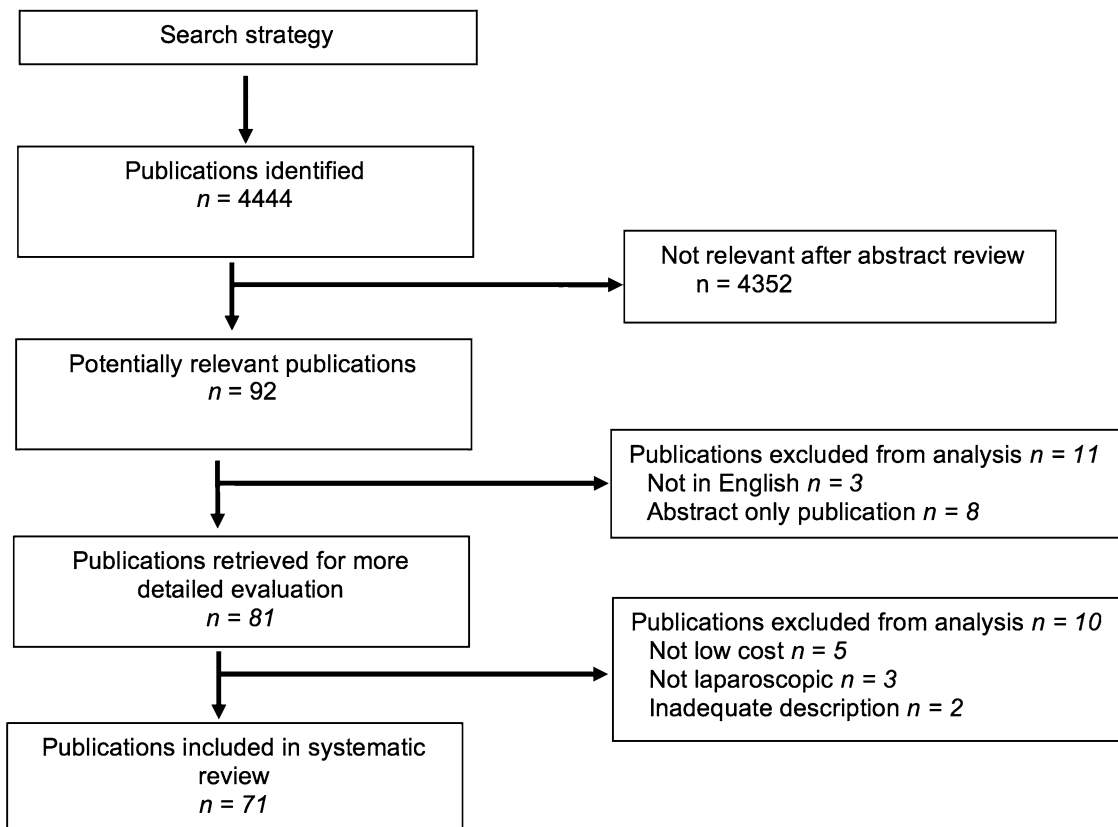 Search strategy
Publications identified
n = 4444
Not relevant after abstract review
n = 4352
Potentially relevant publications
n = 92
Publications excluded from analysis n = 11
Not in English n = 3
Abstract only publication n = 8
Publications retrieved for more
detailed evaluation
n = 81
Publications excluded from analysis n = 10
Not low cost n = 5
Not laparoscopic n = 3
Inadequate description n = 2
Publications included in systematic
review
n = 71